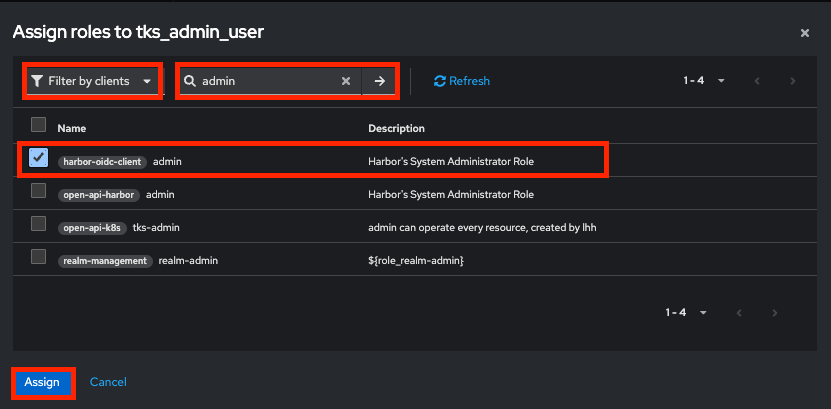 Assign roles to tks_admin_user
Filter by clients admin Refresh 1 - 4
Name Description
harbor-oidc-client admin Harbor's System Administrator Role
open-api-harbor admin Harbor's System Administrator Role
open-api-k8s tks-admin admin can operate every resource, created by lhh
realm-management realm-admin ${role_realm-admin}
1 - 4
Assign Cancel